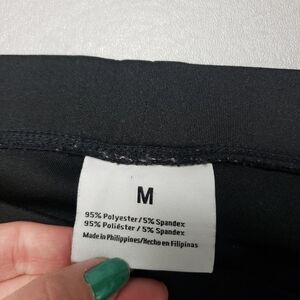 M
95% Polyester/5% Spandex
95% Poliéster / 5% Spandex
Made in Philippines/Hecho en Filipinas